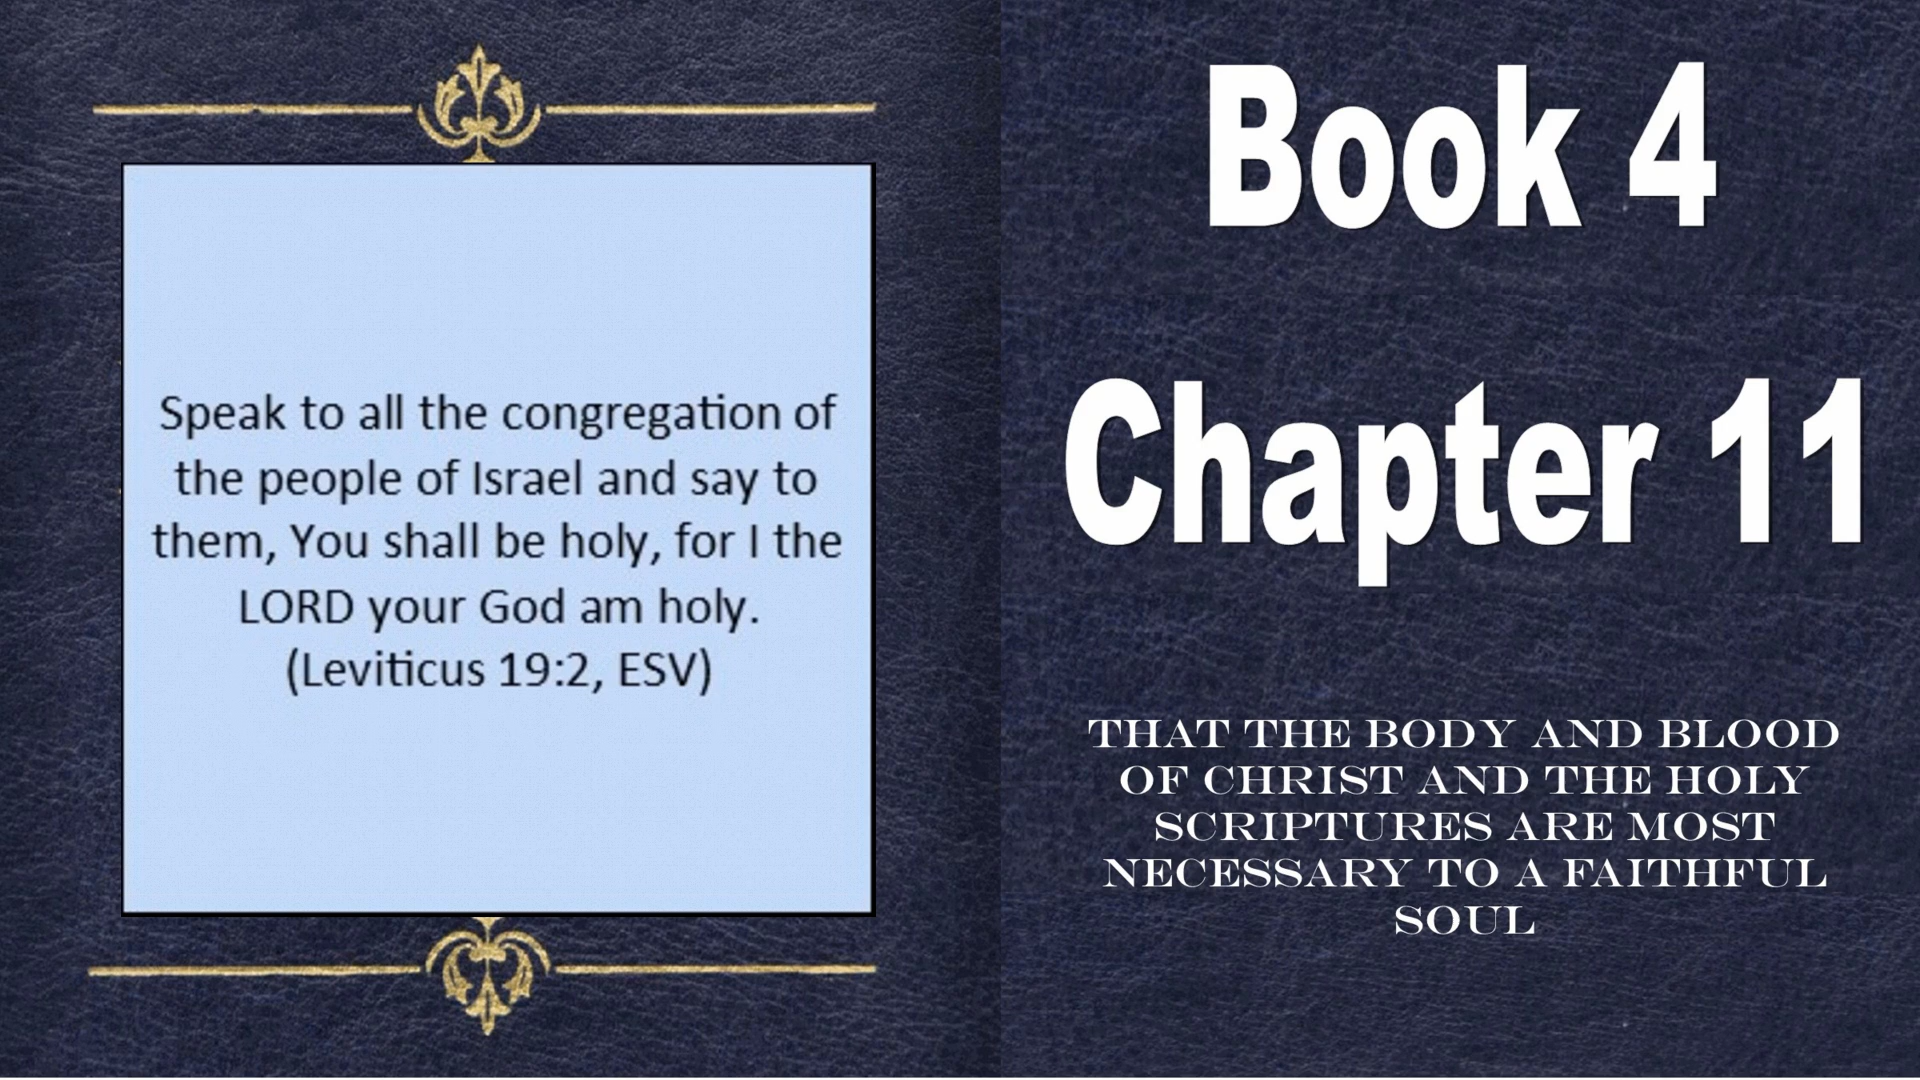 Speak to all the congregation of
the people of Israel and say to
them, You shall be holy, for I the
LORD your God am holy.
(Leviticus 19:2, ESV)
Book 4
Chapter 11
THAT THE BODY AND BLOOD
OF CHRIST AND THE HOLY
SCRIPTURES ARE MOST
NECESSARY TO A FAITHFUL
SOUL